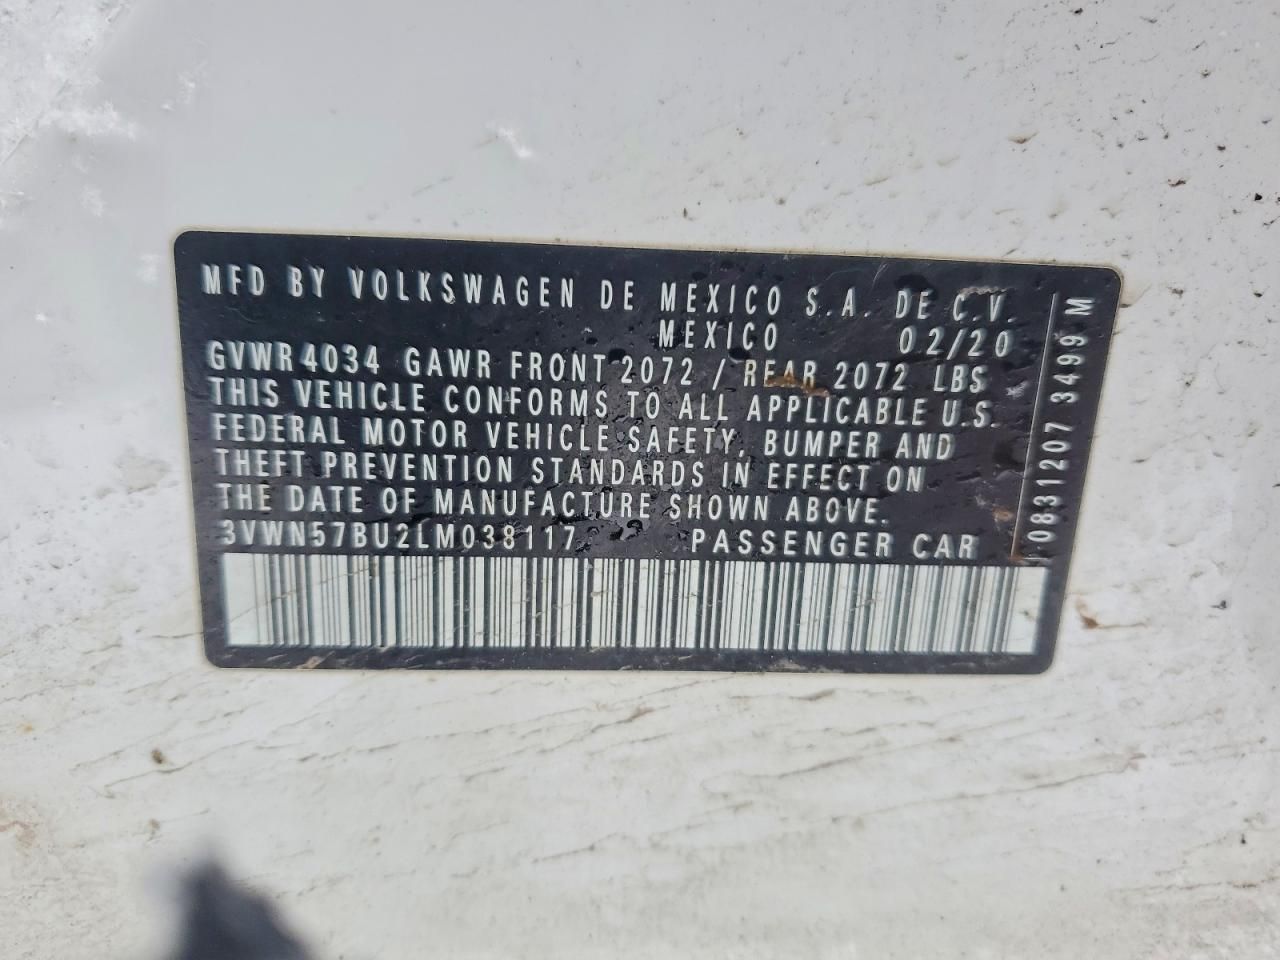 MFD BY VOLKSWAGEN DE MEXICO S.A. DE C.V.
MEXICO 02/20
GVWR 4034 GAWR FRONT 2072 / REAR 2072 LBS
THIS VEHICLE CONFORMS TO ALL APPLICABLE U.S.
FEDERAL MOTOR VEHICLE SAFETY, BUMPER AND
THEFT PREVENTION STANDARDS IN EFFECT ON
THE DATE OF MANUFACTURE SHOWN ABOVE.
3VWN57BU2LM038117 PASSENGER CAR
0831207 3499 M